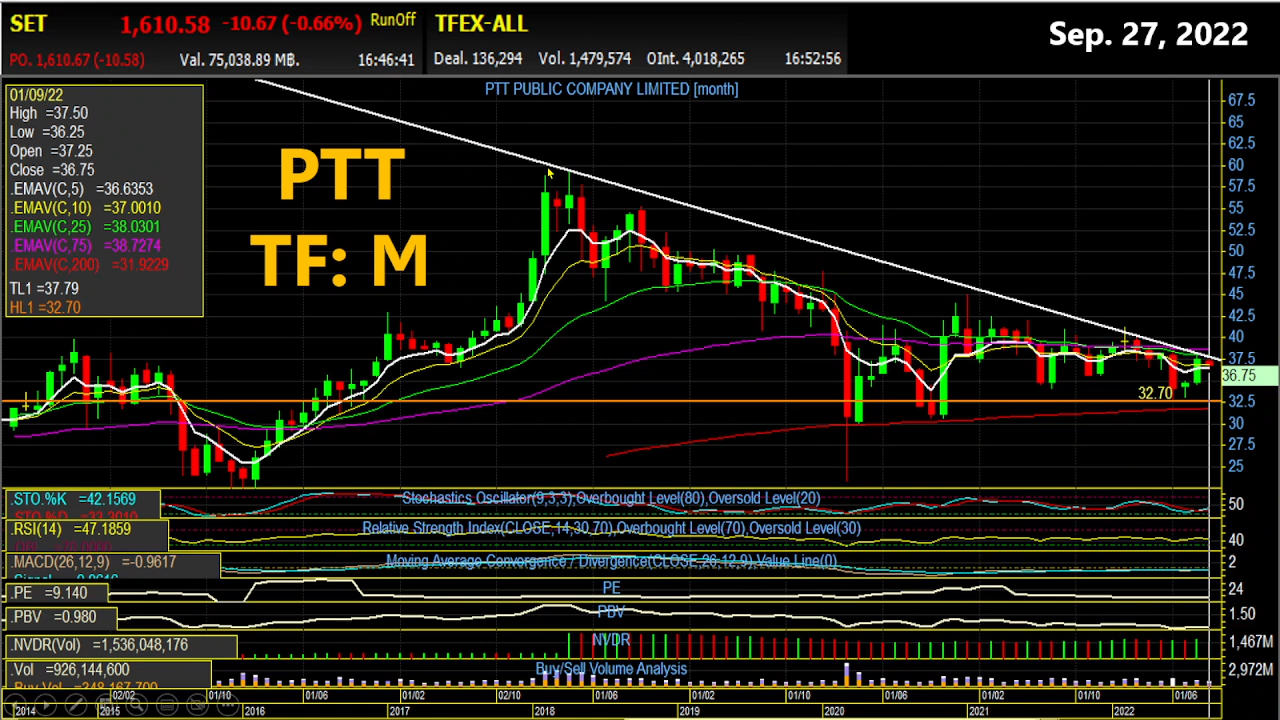 SET 1,610.58 -10.67 (-0.66%) RunOff
PO. 1,610.67 (-10.58) Val. 75,038.89 MB. 16:46:41
TFEX-ALL
Deal. 136,294 Vol. 1,479,574 OInt. 4,018,265 16:52:56
Sep. 27, 2022
PTT PUBLIC COMPANY LIMITED [month]
01/09/22
High =37.50
Low =36.25
Open =37.25
Close =36.75
.EMAV(C,5) =36.6353
.EMAV(C,10) =37.0010
.EMAV(C,25) =38.0301
.EMAV(C,75) =38.7274
.EMAV(C,200) =31.9229
TL1 =37.79
HL1 =32.70
PTT
TF: M
67.5
65
62.5
60
57.5
55
52.5
50
47.5
45
42.5
40
37.5
36.75
32.5
30
27.5
25
32.70
.STO.%K =42.1569
Stochastics Oscillator(9,3,3),Overbought Level(80),Oversold Level(20)
50
.RSI(14) =47.1859
Relative Strength Index(CLOSE,14,30,70),Overbought Level(70),Oversold Level(30)
40
.MACD(26,12,9) =-0.9617
Moving Average Convergence / Divergence(CLOSE,26,12,9),Value Line(0)
2
.PE =9.140
PE
24
.PBV =0.980
PBV
1.50
.NVDR(Vol) =1,536,048,176
NVDR
1,467M
.Vol =926,144,600
Buy/Sell Volume Analysis
2,972M
02/02 01/10 01/06 01/02 02/10 01/06 01/02 01/10 01/06 01/02 01/10 01/06
2014 2015 2016 2017 2018 2019 2020 2021 2022